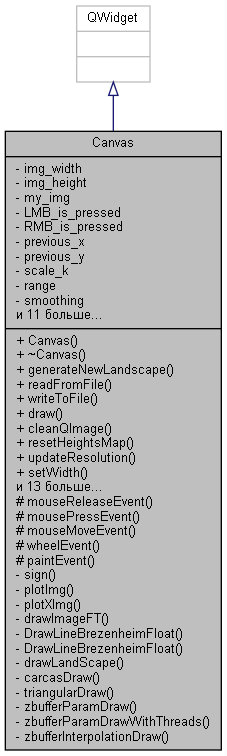 QWidget
Canvas
- img_width
- img_height
- my_img
- LMB_is_pressed
- RMB_is_pressed
- previous_x
- previous_y
- scale_k
- range
- smoothing
и 11 больше...
+ Canvas()
+ ~Canvas()
+ generateNewLandscape()
+ readFromFile()
+ writeToFile()
+ draw()
+ cleanQImage()
+ resetHeightsMap()
+ updateResolution()
+ setWidth()
и 13 больше...
# mouseReleaseEvent()
# mousePressEvent()
# mouseMoveEvent()
# wheelEvent()
# paintEvent()
- sign()
- plotImg()
- plotXImg()
- drawImageFT()
- DrawLineBrezenheimFloat()
- DrawLineBrezenheimFloat()
- drawLandScape()
- carcasDraw()
- triangularDraw()
- zbufferParamDraw()
- zbufferParamDrawWithThreads()
- zbufferInterpolationDraw()